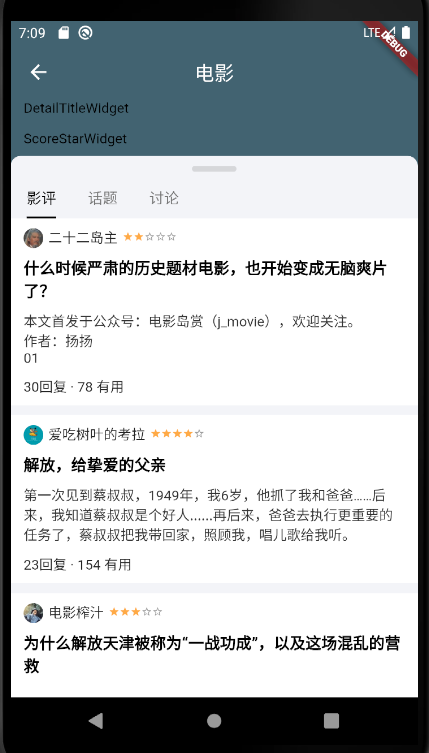 7:09
LTE
DEBUG
电影
DetailTitleWidget
ScoreStarWidget
影评 话题 讨论
二十二岛主
什么时候严肃的历史题材电影，也开始变成无脑爽片
了？
本文首发于公众号：电影岛赏（j_movie），欢迎关注。
作者：扬扬
01
30回复 · 78 有用
爱吃树叶的考拉
解放，给挚爱的父亲
第一次见到蔡叔叔，1949年，我6岁，他抓了我和爸爸……后
来，我知道蔡叔叔是个好人......再后来，爸爸去执行更重要的
任务了，蔡叔叔把我带回家，照顾我，唱儿歌给我听。
23回复 · 154 有用
电影榨汁
为什么解放天津被称为“一战功成”，以及这场混乱的营
救